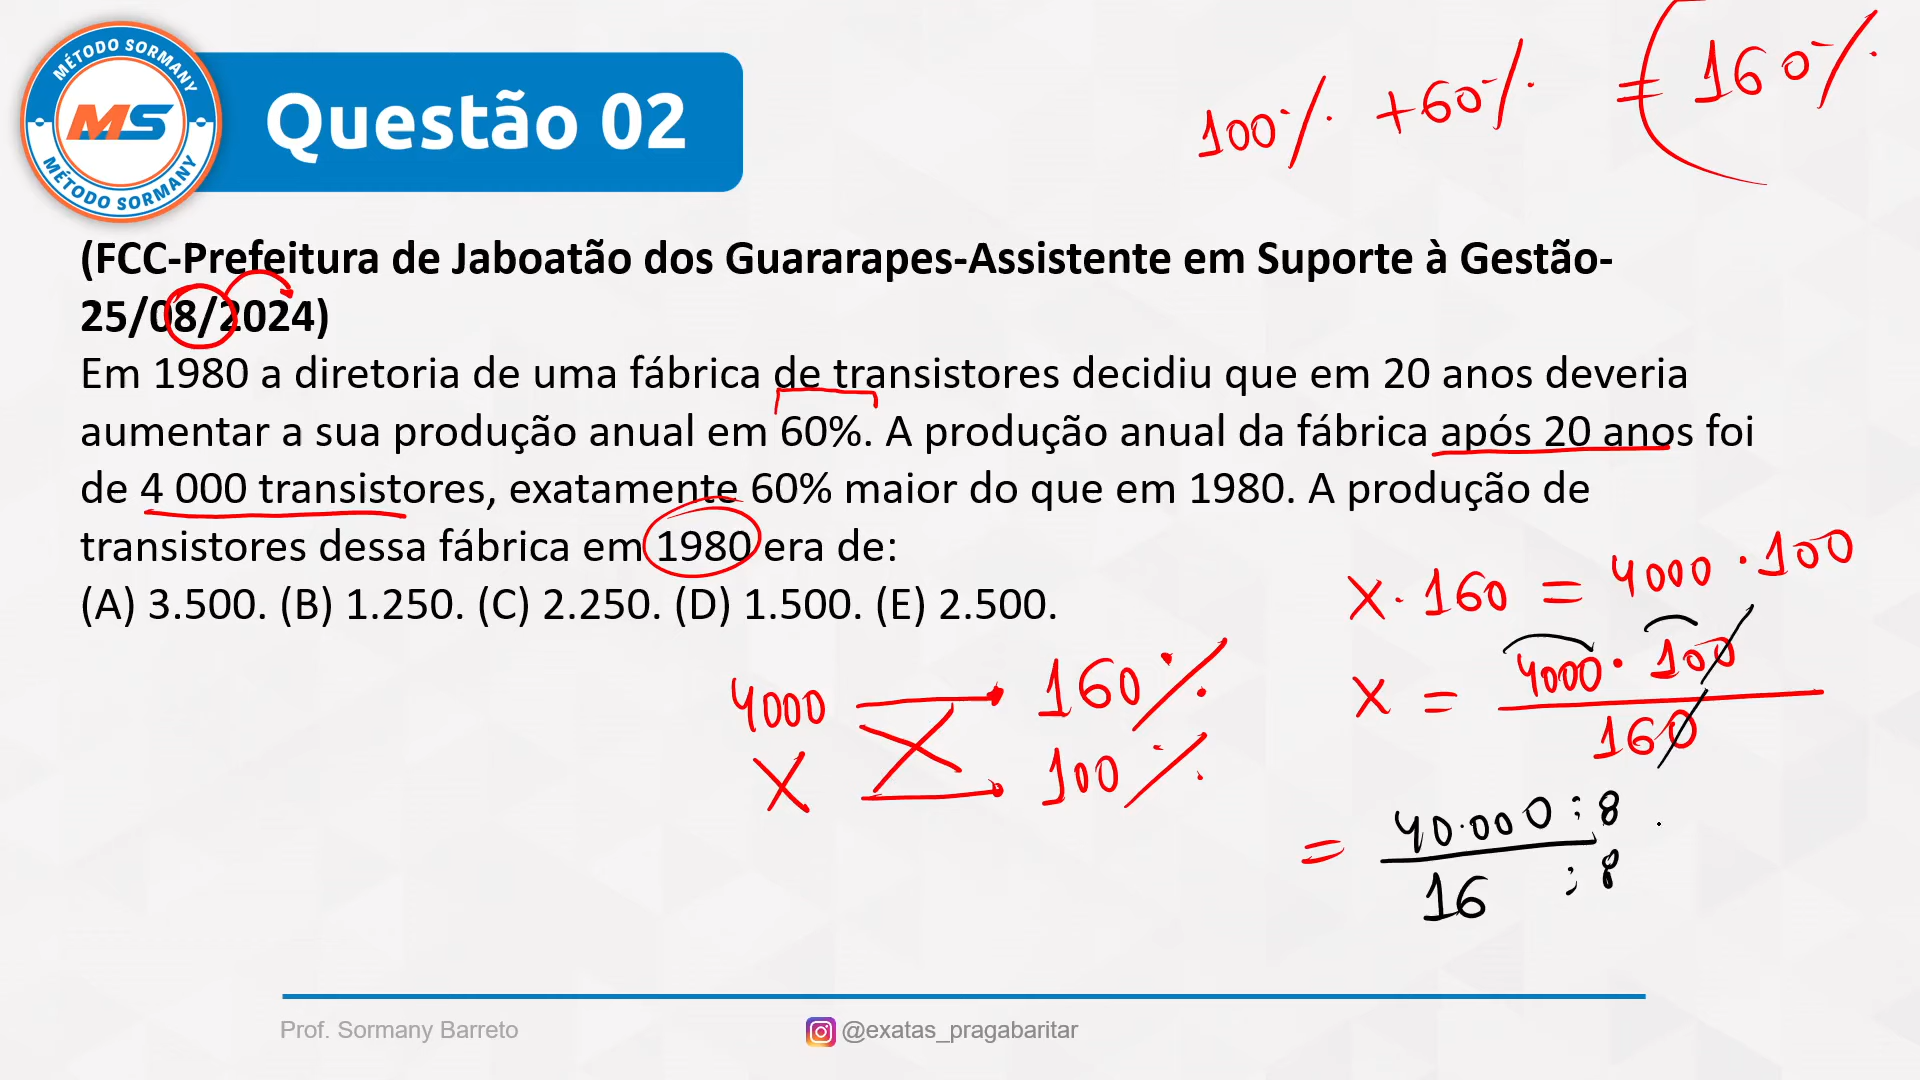 MÉTODO SORMANY
MS
MÉTODO SORMANY
Questão 02
100% + 60% = 160%
(FCC-Prefeitura de Jaboatão dos Guararapes-Assistente em Suporte à Gestão-
25/08/2024)
Em 1980 a diretoria de uma fábrica de transistores decidiu que em 20 anos deveria
aumentar a sua produção anual em 60%. A produção anual da fábrica após 20 anos foi
de 4 000 transistores, exatamente 60% maior do que em 1980. A produção de
transistores dessa fábrica em 1980 era de:
(A) 3.500. (B) 1.250. (C) 2.250. (D) 1.500. (E) 2.500.
4000 160%
X 100%
X · 160 = 4000 · 100
X = 4000 · 100
160
= 40.000 : 8
16 : 8
Prof. Sormany Barreto
@exatas_pragabaritar